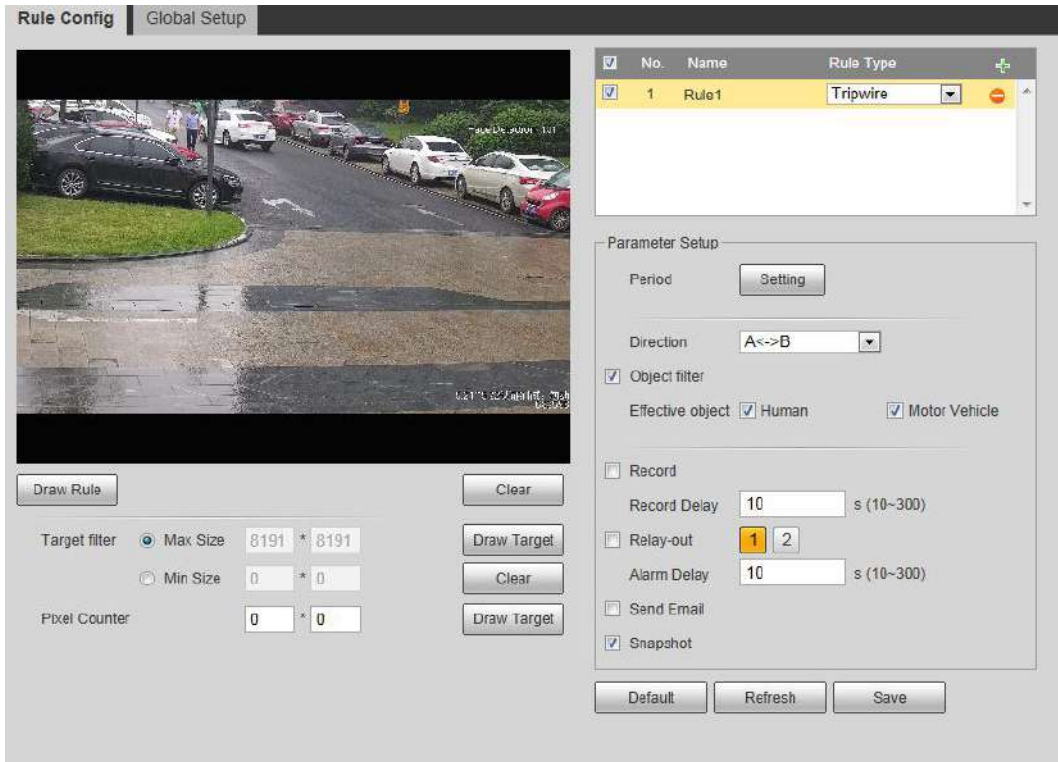 Rule Config Global Setup
No. Name Rule Type
1 Rule1 Tripwire
Parameter Setup
Period Setting
Direction A<->B
Object filter
Effective object Human Motor Vehicle
Record
Record Delay 10 s (10~300)
Relay-out 1 2
Alarm Delay 10 s (10~300)
Send Email
Snapshot
Default Refresh Save
Draw Rule Clear
Target filter Max Size 8191 * 8191 Draw Target
Min Size 0 * 0 Clear
Pixel Counter 0 * 0 Draw Target